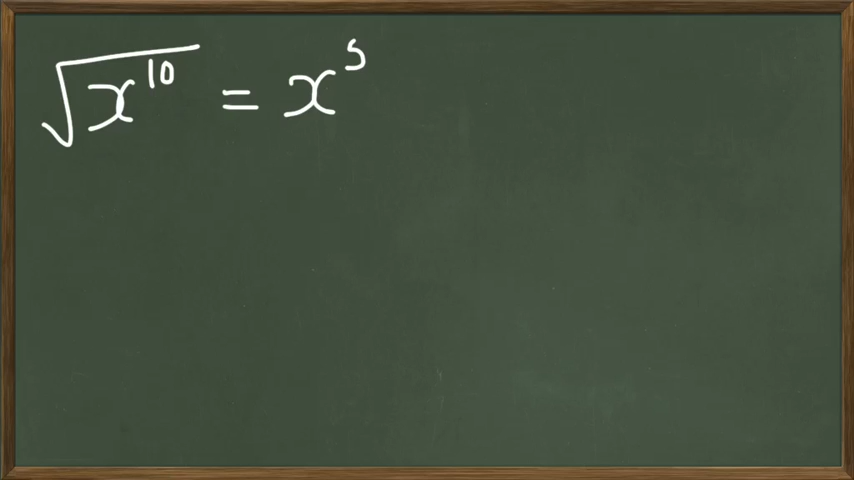 √x¹⁰ = x⁵